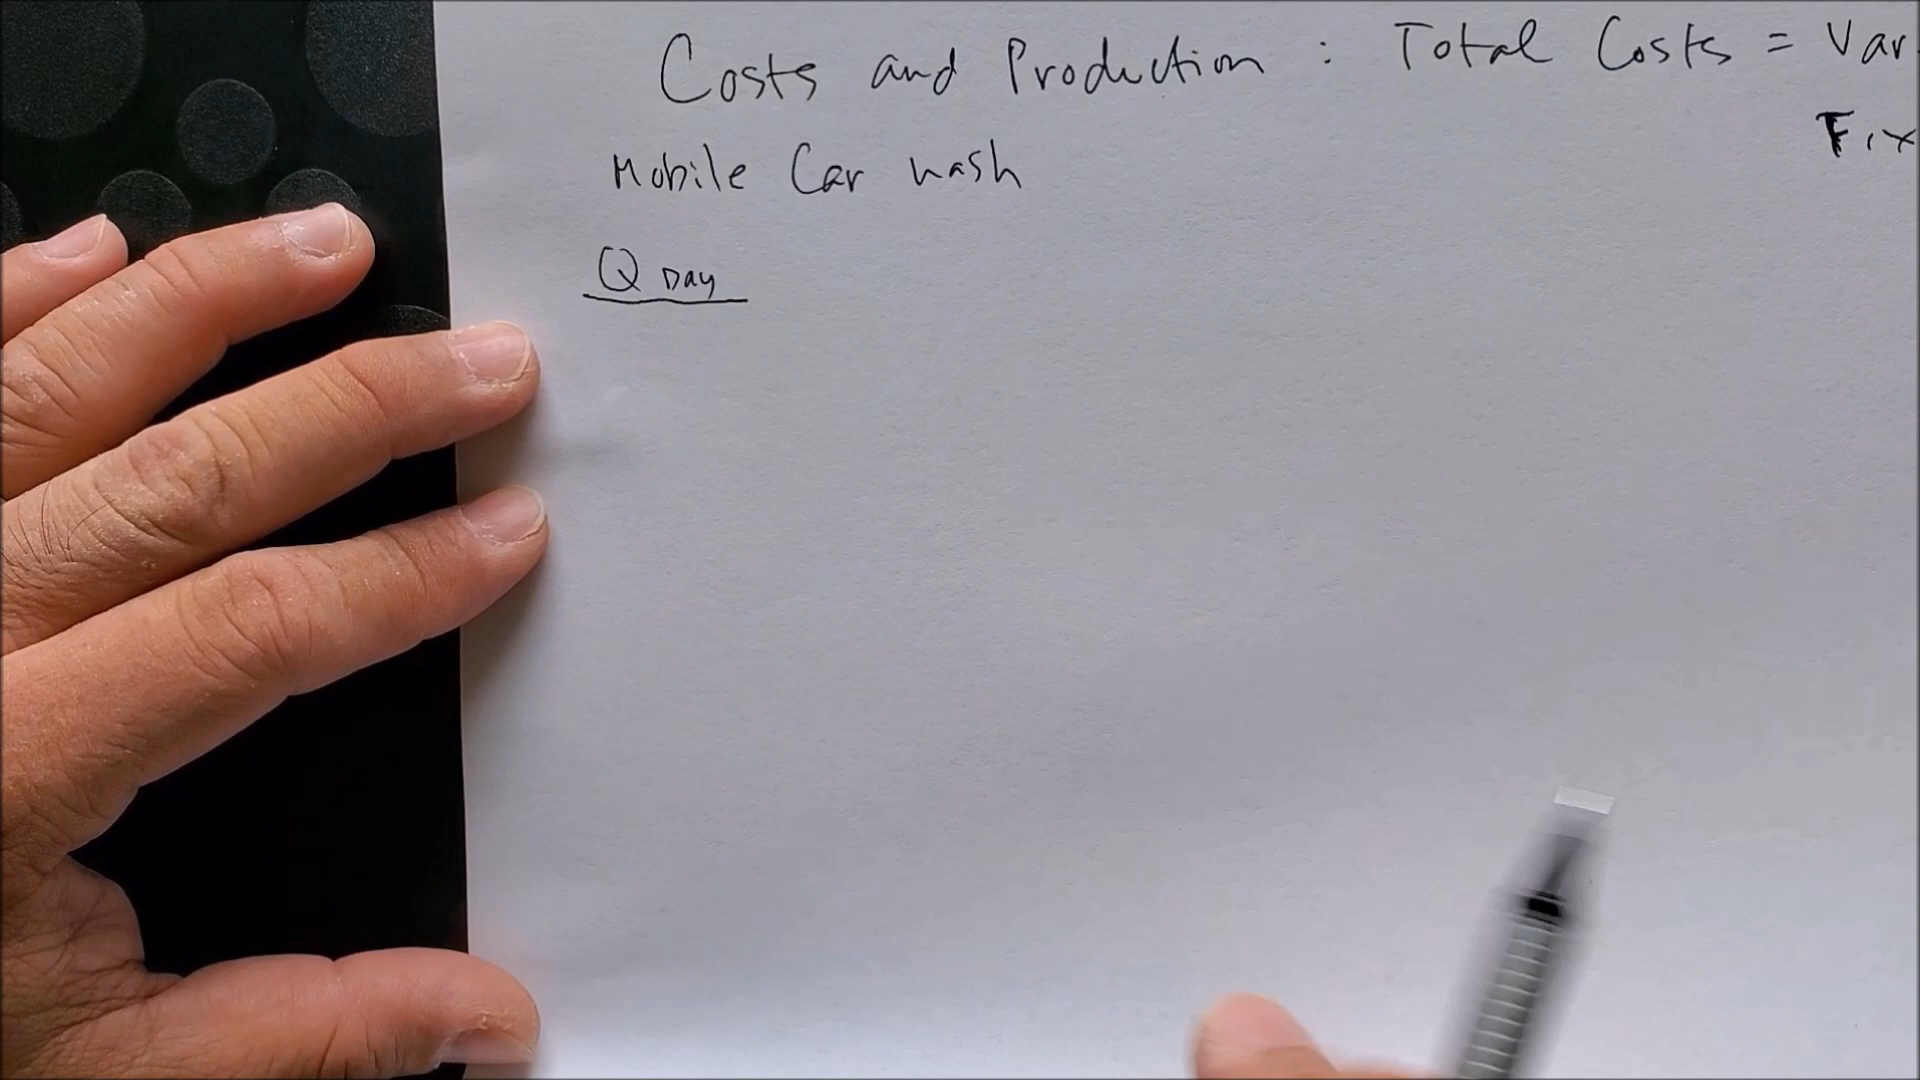 Costs and Production : Total Costs = Var
Fix
Mobile Car wash
Q Day